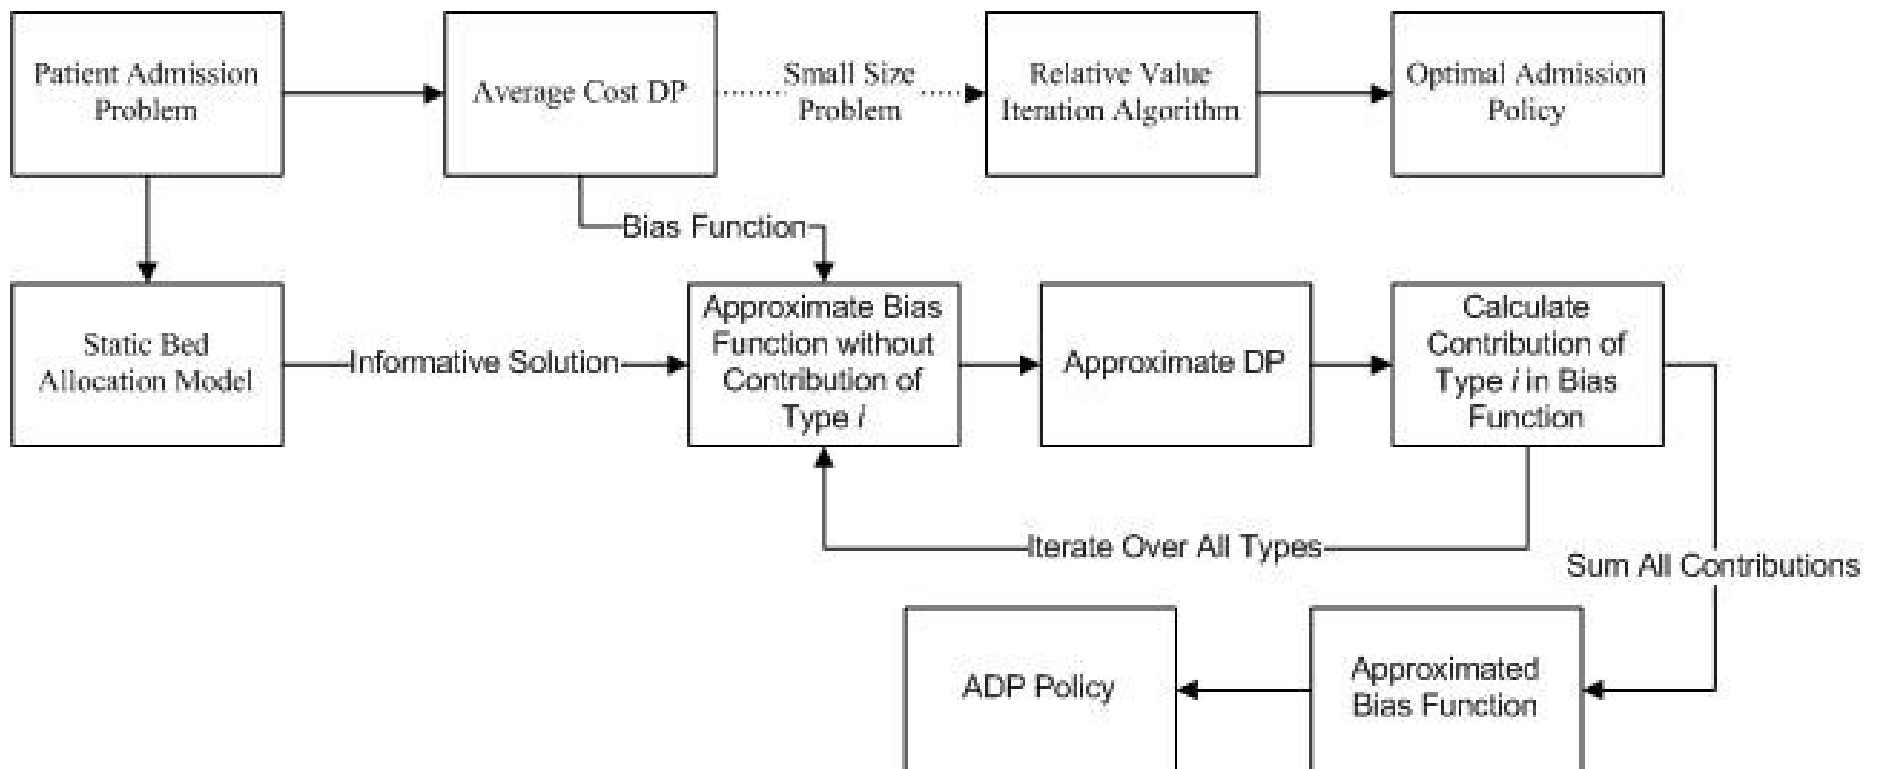 Patient Admission
Problem
Average Cost DP
Small Size
Problem
Relative Value
Iteration Algorithm
Optimal Admission
Policy
Bias Function
Static Bed
Allocation Model
Informative Solution
Approximate Bias
Function without
Contribution of
Type i
Approximate DP
Calculate
Contribution of
Type i in Bias
Function
Iterate Over All Types
Sum All Contributions
ADP Policy
Approximated
Bias Function